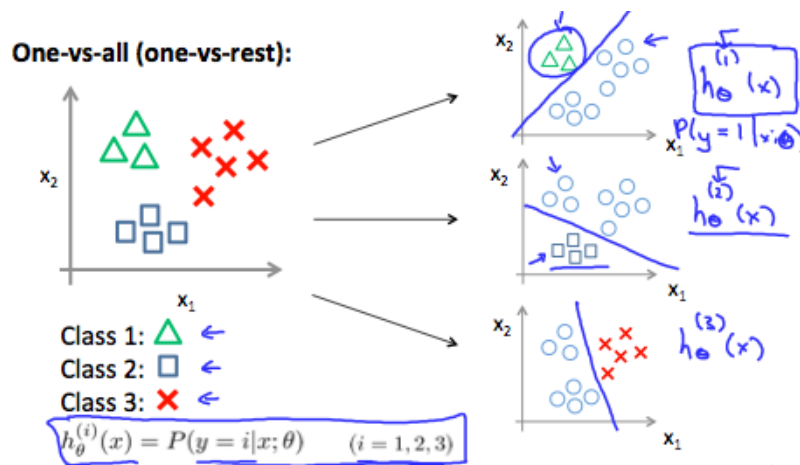 One-vs-all (one-vs-rest):
x₂
x₁
Class 1:
Class 2:
Class 3:
h_θ^(i)(x) = P(y = i|x; θ) (i = 1, 2, 3)
x₂
x₁
h_θ^(1)(x)
P(y = 1|x;θ)
x₂
x₁
h_θ^(2)(x)
x₂
x₁
h_θ^(3)(x)